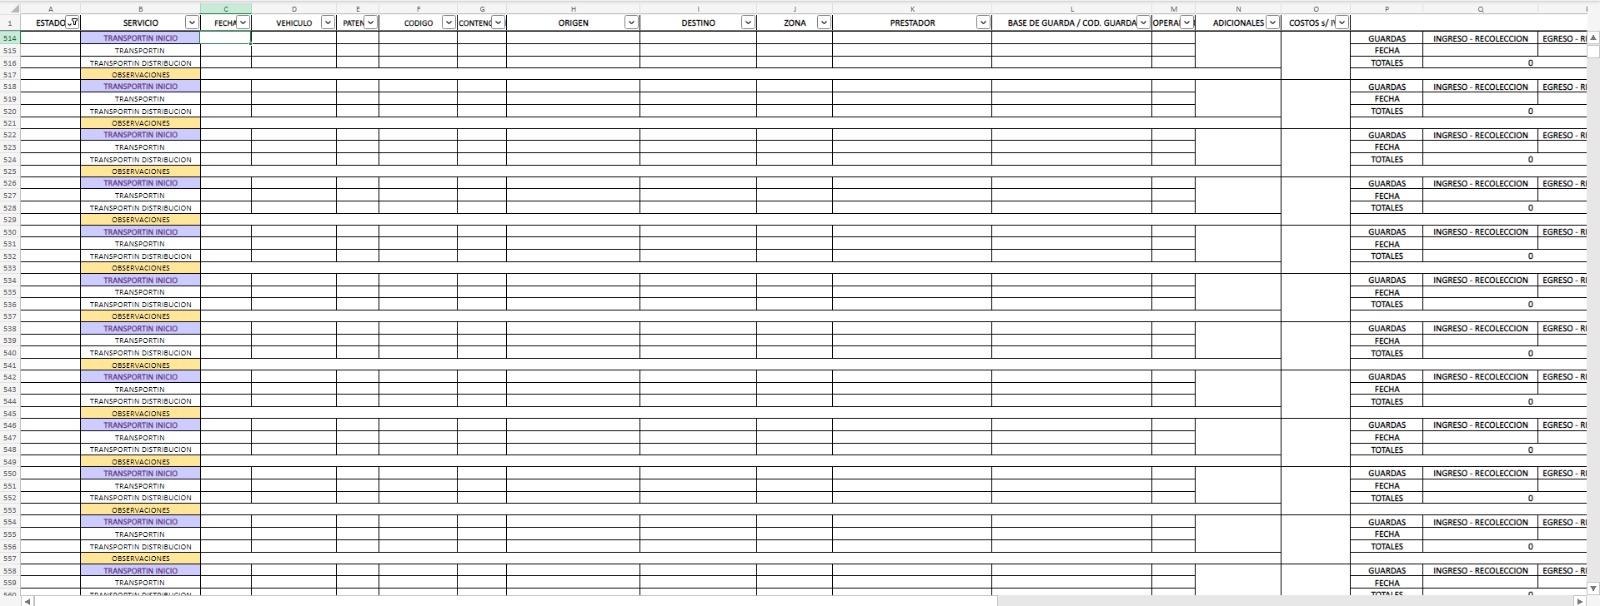 A B C D E F G H I J K L M N O P Q
1 ESTADO SERVICIO FECHA VEHICULO PATEN CODIGO CONTENC ORIGEN DESTINO ZONA PRESTADOR BASE DE GUARDA / COD. GUARDA OPERA ADICIONALES COSTOS s/
514 TRANSPORTIN INICIO GUARDAS INGRESO - RECOLECCION EGRESO - R
515 TRANSPORTIN FECHA
516 TRANSPORTIN DISTRIBUCION TOTALES 0
517 OBSERVACIONES
518 TRANSPORTIN INICIO GUARDAS INGRESO - RECOLECCION EGRESO - R
519 TRANSPORTIN FECHA
520 TRANSPORTIN DISTRIBUCION TOTALES 0
521 OBSERVACIONES
522 TRANSPORTIN INICIO GUARDAS INGRESO - RECOLECCION EGRESO - R
523 TRANSPORTIN FECHA
524 TRANSPORTIN DISTRIBUCION TOTALES 0
525 OBSERVACIONES
526 TRANSPORTIN INICIO GUARDAS INGRESO - RECOLECCION EGRESO - R
527 TRANSPORTIN FECHA
528 TRANSPORTIN DISTRIBUCION TOTALES 0
529 OBSERVACIONES
530 TRANSPORTIN INICIO GUARDAS INGRESO - RECOLECCION EGRESO - R
531 TRANSPORTIN FECHA
532 TRANSPORTIN DISTRIBUCION TOTALES 0
533 OBSERVACIONES
534 TRANSPORTIN INICIO GUARDAS INGRESO - RECOLECCION EGRESO - R
535 TRANSPORTIN FECHA
536 TRANSPORTIN DISTRIBUCION TOTALES 0
537 OBSERVACIONES
538 TRANSPORTIN INICIO GUARDAS INGRESO - RECOLECCION EGRESO - R
539 TRANSPORTIN FECHA
540 TRANSPORTIN DISTRIBUCION TOTALES 0
541 OBSERVACIONES
542 TRANSPORTIN INICIO GUARDAS INGRESO - RECOLECCION EGRESO - R
543 TRANSPORTIN FECHA
544 TRANSPORTIN DISTRIBUCION TOTALES 0
545 OBSERVACIONES
546 TRANSPORTIN INICIO GUARDAS INGRESO - RECOLECCION EGRESO - R
547 TRANSPORTIN FECHA
548 TRANSPORTIN DISTRIBUCION TOTALES 0
549 OBSERVACIONES
550 TRANSPORTIN INICIO GUARDAS INGRESO - RECOLECCION EGRESO - R
551 TRANSPORTIN FECHA
552 TRANSPORTIN DISTRIBUCION TOTALES 0
553 OBSERVACIONES
554 TRANSPORTIN INICIO GUARDAS INGRESO - RECOLECCION EGRESO - R
555 TRANSPORTIN FECHA
556 TRANSPORTIN DISTRIBUCION TOTALES 0
557 OBSERVACIONES
558 TRANSPORTIN INICIO GUARDAS INGRESO - RECOLECCION EGRESO - R
559 TRANSPORTIN FECHA
560 TRANSPORTIN DISTRIBUCION TOTALES